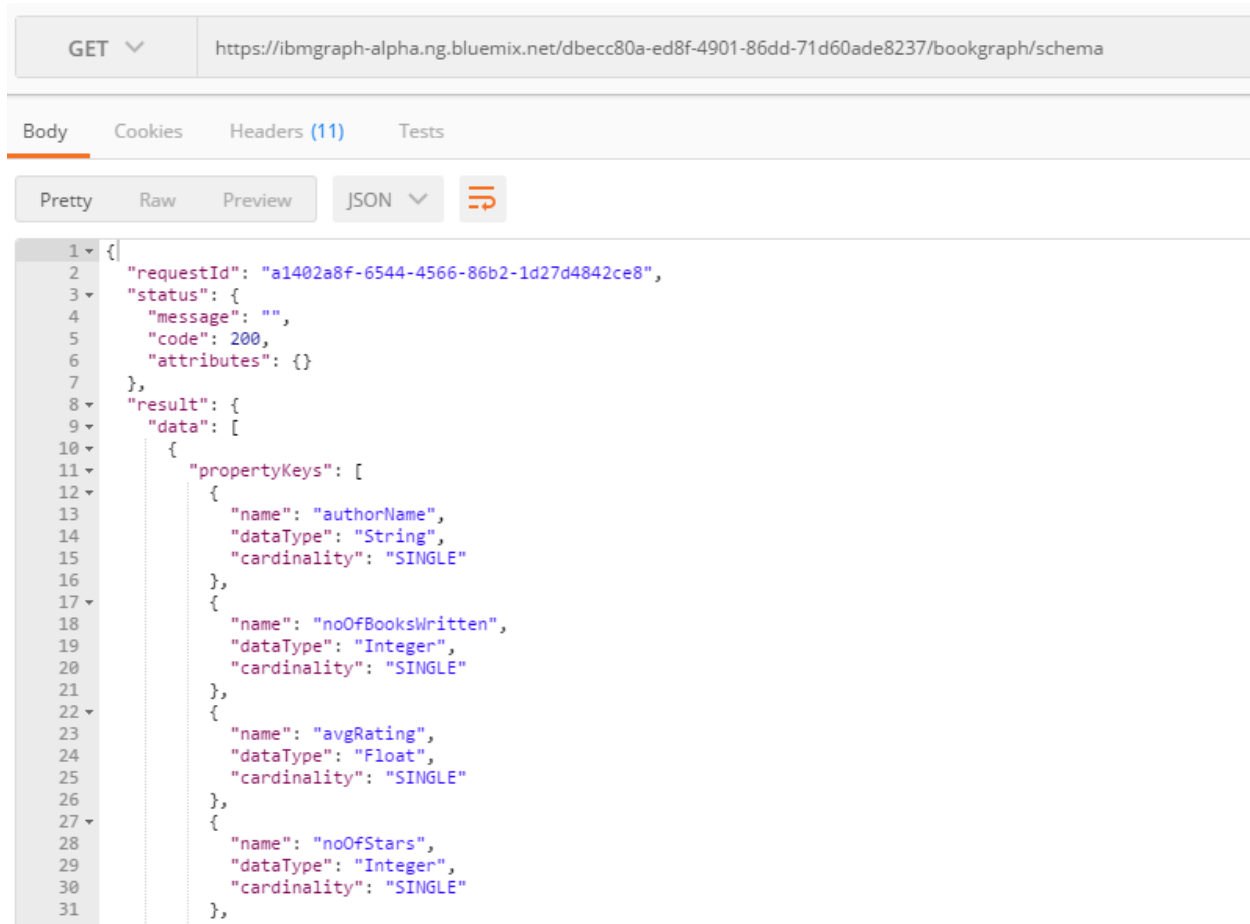 GET https://ibmgraph-alpha.ng.bluemix.net/dbecc80a-ed8f-4901-86dd-71d60ade8237/bookgraph/schema
Body Cookies Headers (11) Tests
Pretty Raw Preview JSON
1 {
2 "requestId": "a1402a8f-6544-4566-86b2-1d27d4842ce8",
3 "status": {
4 "message": "",
5 "code": 200,
6 "attributes": {}
7 },
8 "result": {
9 "data": [
10 {
11 "propertyKeys": [
12 {
13 "name": "authorName",
14 "dataType": "String",
15 "cardinality": "SINGLE"
16 },
17 {
18 "name": "noOfBooksWritten",
19 "dataType": "Integer",
20 "cardinality": "SINGLE"
21 },
22 {
23 "name": "avgRating",
24 "dataType": "Float",
25 "cardinality": "SINGLE"
26 },
27 {
28 "name": "noOfStars",
29 "dataType": "Integer",
30 "cardinality": "SINGLE"
31 },